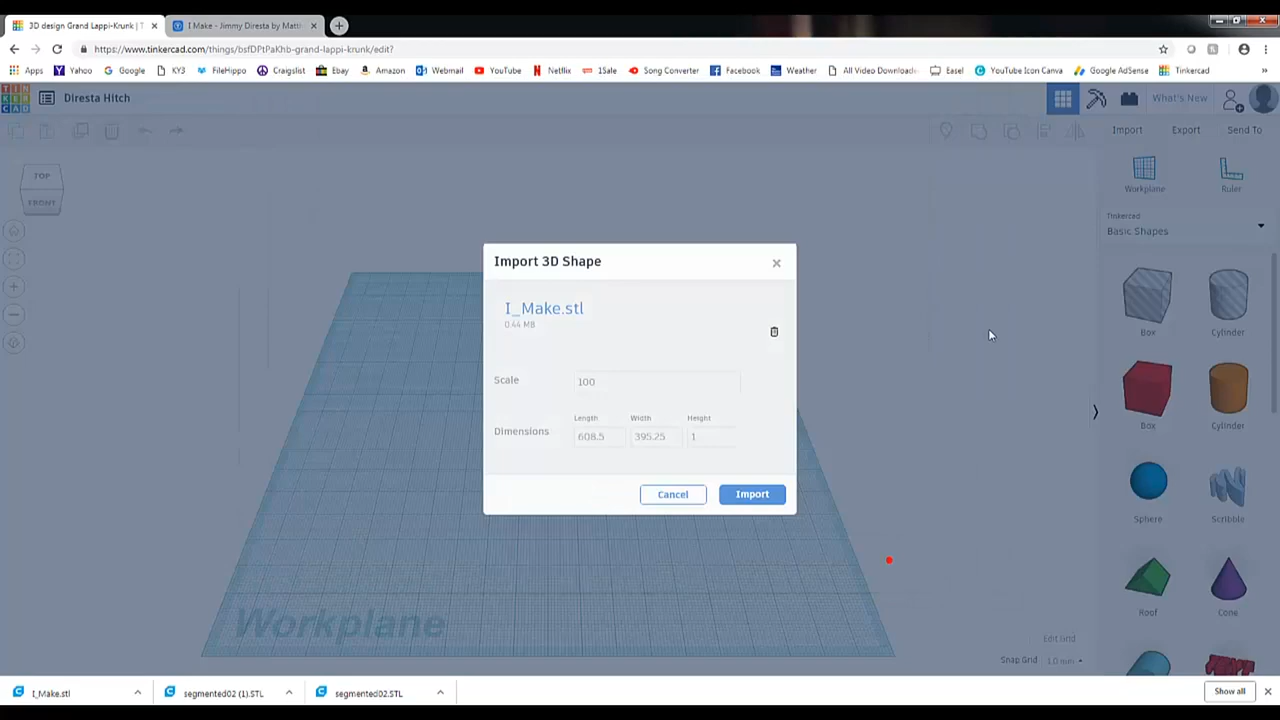 3D design Grand Lappi-Krunk | T
I Make - Jimmy Diresta by Matth
https://www.tinkercad.com/things/bsfDPtPaKhb-grand-lappi-krunk/edit?
Apps Yahoo Google KY3 FileHippo Craigslist Ebay Amazon Webmail YouTube Netflix 1Sale Song Converter Facebook Weather All Video Download Easel YouTube Icon Canva Google AdSense Tinkercad »
TIN
KER
CAD
Diresta Hitch
What's New
Import Export Send To
TOP
FRONT
Workplane Ruler
Tinkercad
Basic Shapes
Import 3D Shape
I_Make.stl
0.44 MB
Scale 100
Length Width Height
Dimensions 608.5 395.25 1
Cancel Import
Box Cylinder
Box Cylinder
Sphere Scribble
Roof Cone
Workplane
Edit Grid
Snap Grid 1.0 mm
I_Make.stl segmented02 (1).STL segmented02.STL Show all